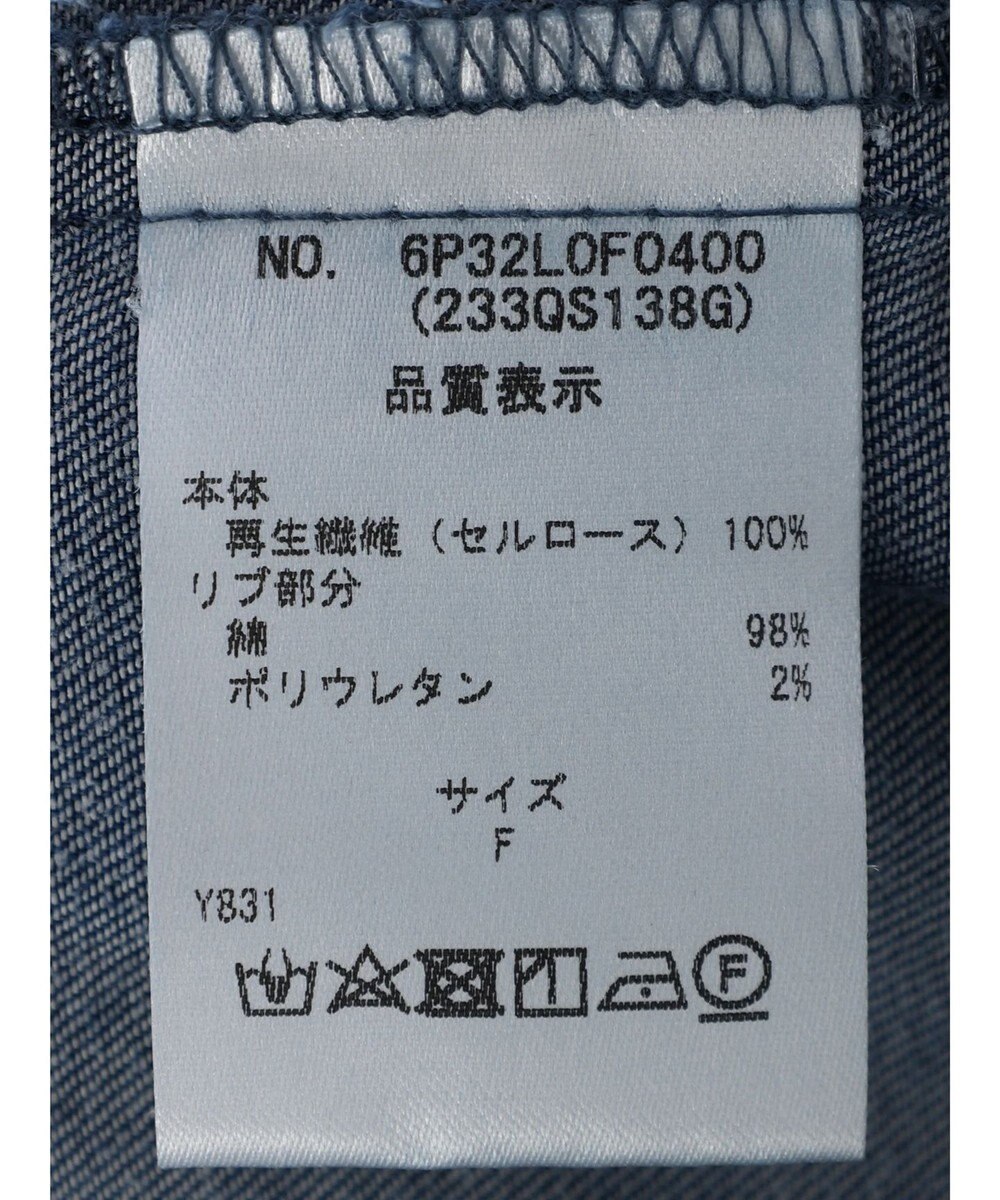 NO. 6P32L0F0400
(233QS138G)
品質表示
本体
再生繊維（セルロース） 100%
リブ部分
綿 98%
ポリウレタン 2%
サイズ
F
Y831
F